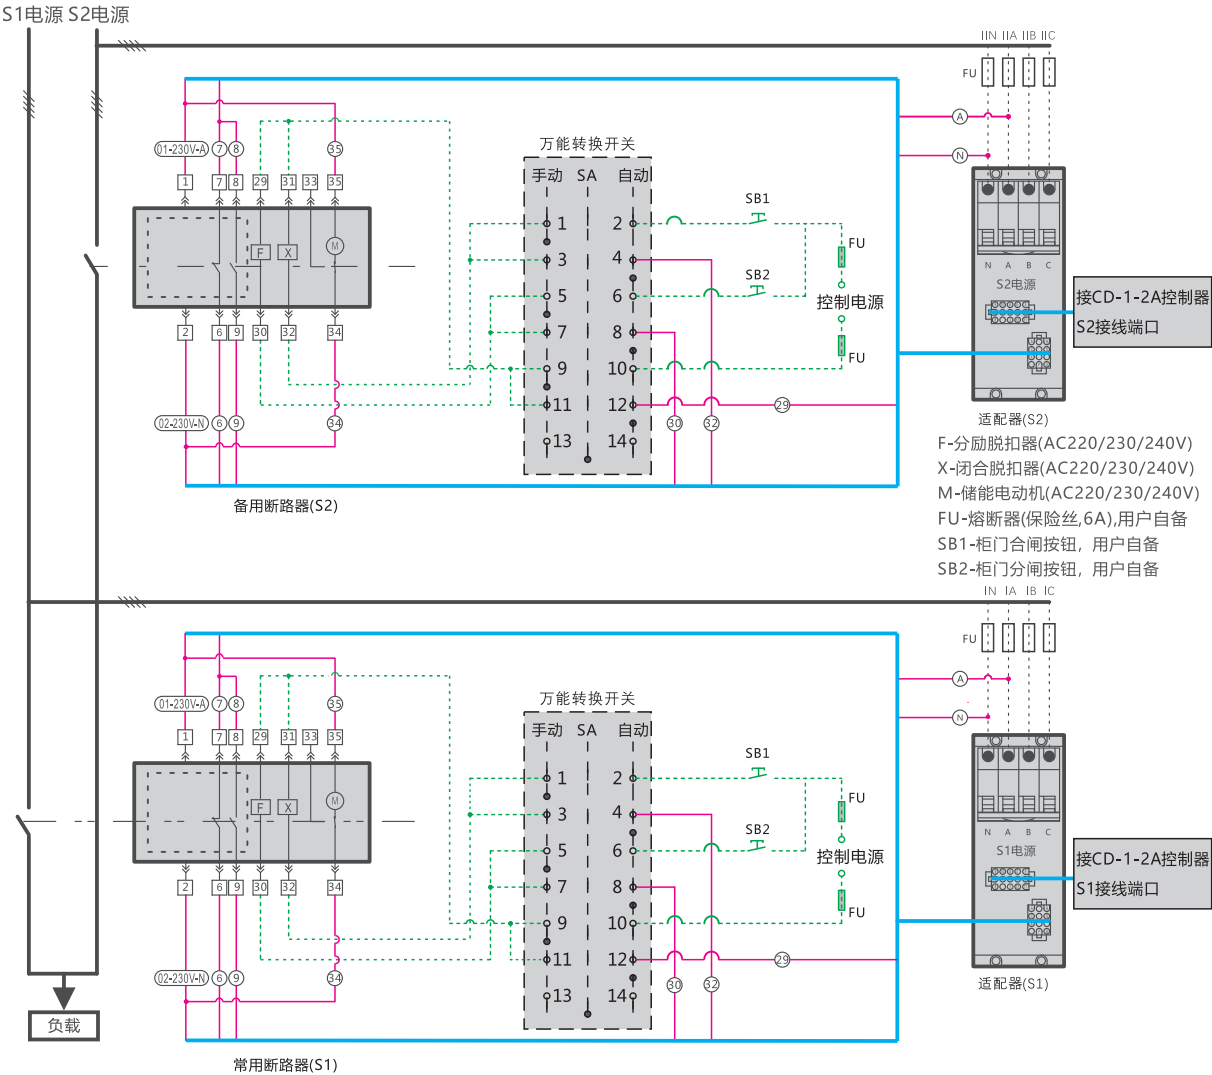 S1电源 S2电源
IIN IIA IIB IIC
FU
A
N
01-230V-A 7 8 35
1 7 8 29 31 33 35
F X M
2 6 9 30 32 34
02-230V-N 6 9 34
备用断路器(S2)
万能转换开关
手动 SA 自动
1 2
3 4
5 6
7 8
9 10
11 12
13 14
SB1
SB2
FU
控制电源
FU
29
30 32
N A B C
S2电源
适配器(S2)
接CD-1-2A控制器
S2接线端口
F-分励脱扣器(AC220/230/240V)
X-闭合脱扣器(AC220/230/240V)
M-储能电动机(AC220/230/240V)
FU-熔断器(保险丝,6A),用户自备
SB1-柜门合闸按钮，用户自备
SB2-柜门分闸按钮，用户自备
IN IA IB IC
FU
A
N
01-230V-A 7 8 35
1 7 8 29 31 33 35
F X M
2 6 9 30 32 34
02-230V-N 6 9 34
常用断路器(S1)
万能转换开关
手动 SA 自动
1 2
3 4
5 6
7 8
9 10
11 12
13 14
SB1
SB2
FU
控制电源
FU
29
30 32
N A B C
S1电源
适配器(S1)
接CD-1-2A控制器
S1接线端口
负载